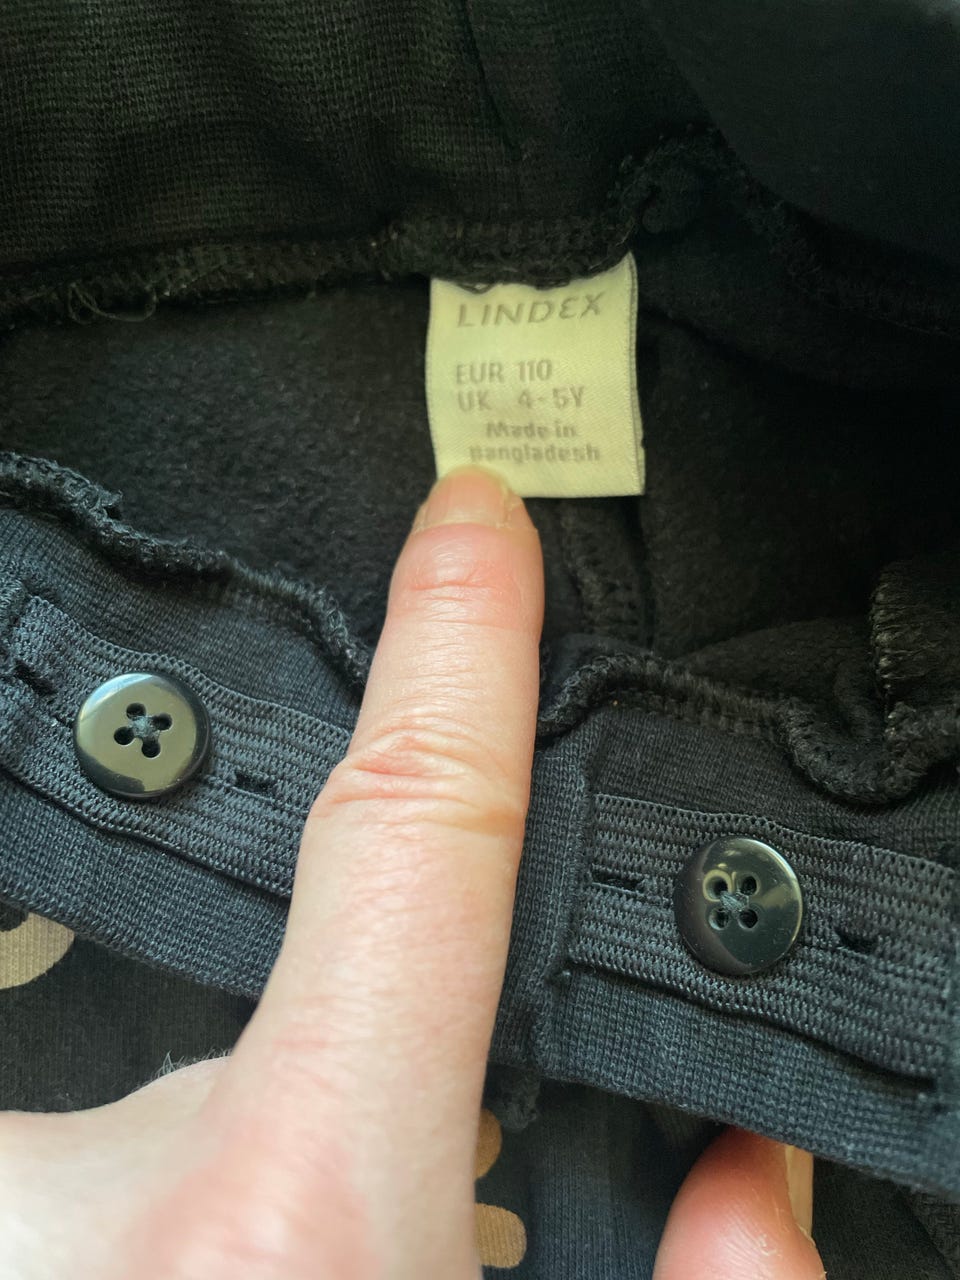 LINDEX
EUR 110
UK 4-5Y
Made in
Bangladesh